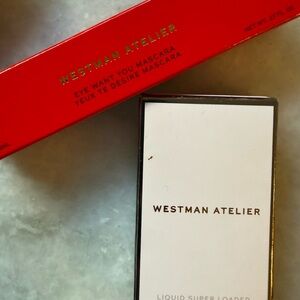 WESTMAN ATELIER
EYE WANT YOU MASCARA
YEUX TE DÉSIRE MASCARA
WESTMAN ATELIER
LIQUID SUPER LOADED